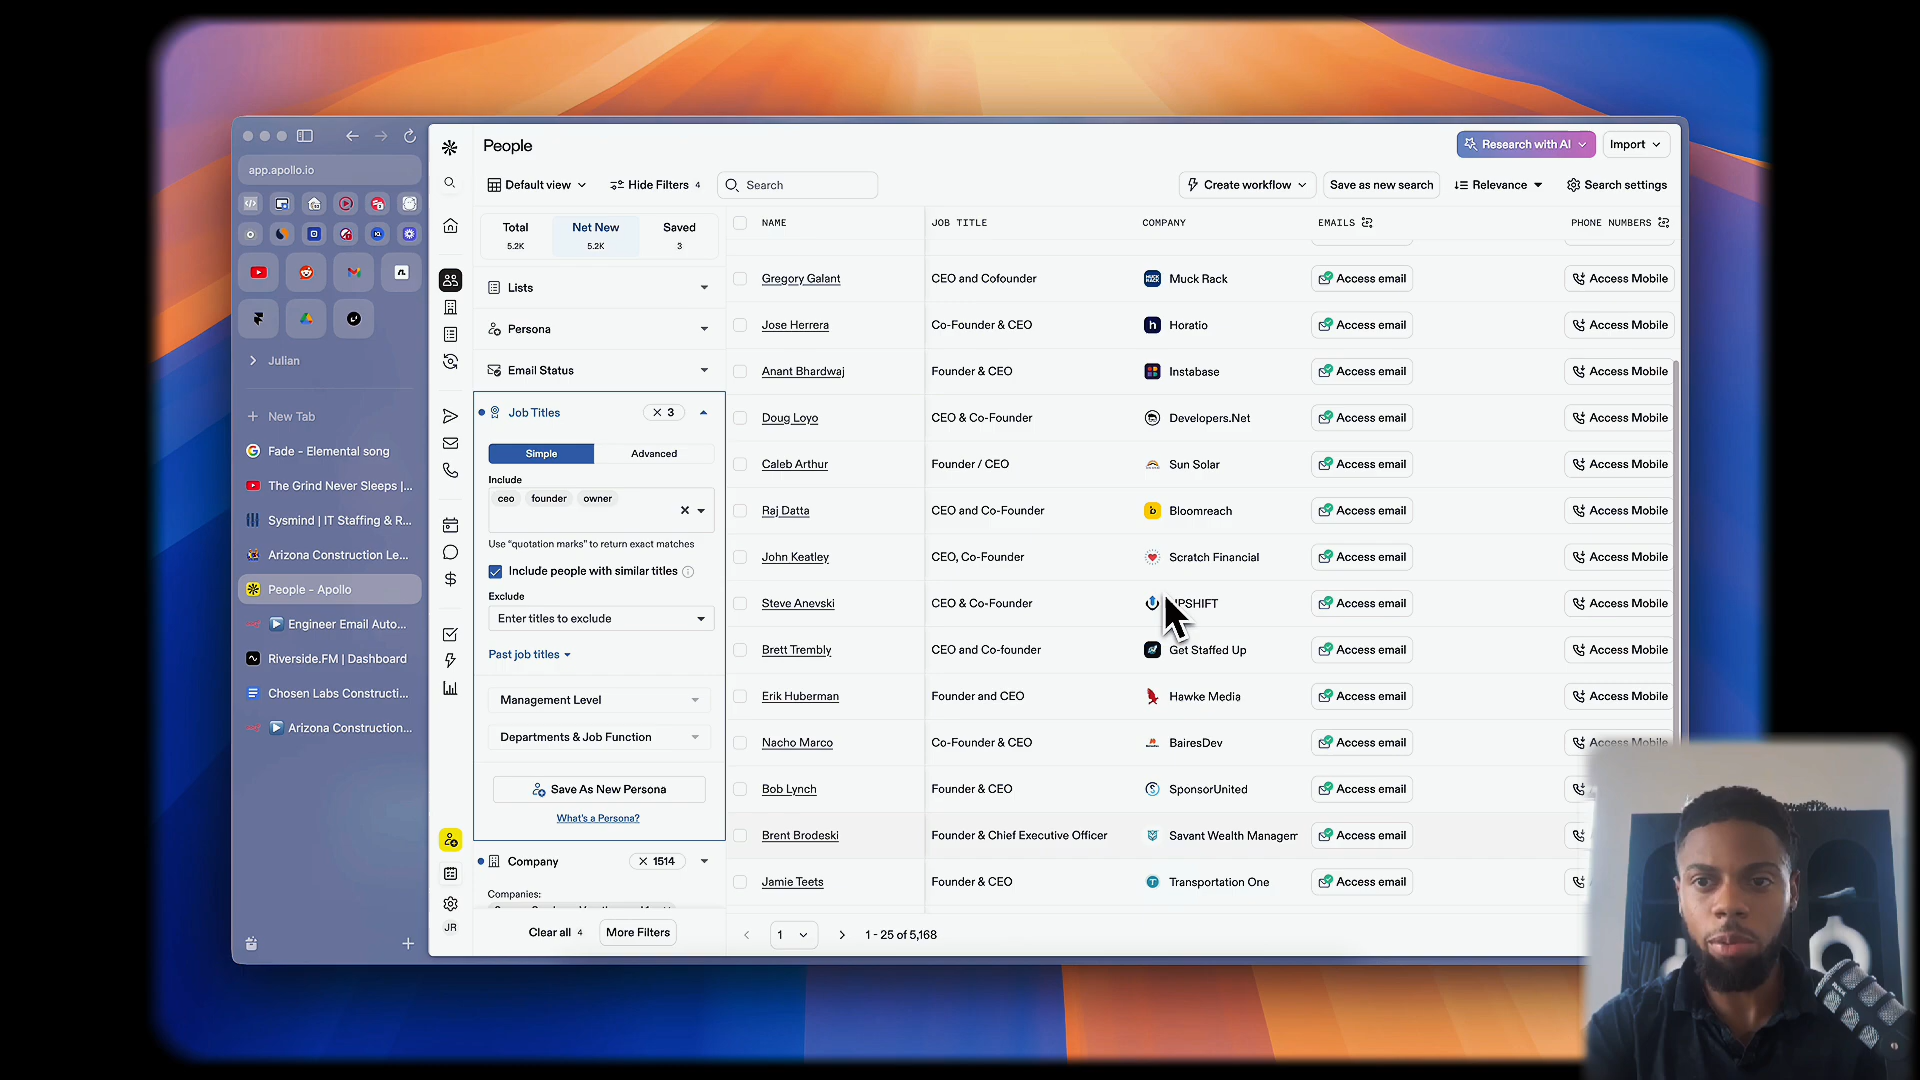 app.apollo.io
Julian
New Tab
Fade - Elemental song
The Grind Never Sleeps |...
Sysmind | IT Staffing & R...
Arizona Construction Le...
People - Apollo
Engineer Email Auto...
Riverside.FM | Dashboard
Chosen Labs Constructi...
Arizona Construction...
People
Research with AI
Import
Default view
Hide Filters 4
Search
Create workflow
Save as new search
Relevance
Search settings
Total
5.2K
Net New
5.2K
Saved
3
Lists
Persona
Email Status
Job Titles
3
Simple
Advanced
Include
ceo founder owner
Use “quotation marks” to return exact matches
Include people with similar titles
Exclude
Enter titles to exclude
Past job titles
Management Level
Departments & Job Function
Save As New Persona
What's a Persona?
Company
1514
Companies:
Clear all 4
More Filters
JR
NAME JOB TITLE COMPANY EMAILS PHONE NUMBERS
Gregory Galant CEO and Cofounder Muck Rack Access email Access Mobile
Jose Herrera Co-Founder & CEO Horatio Access email Access Mobile
Anant Bhardwaj Founder & CEO Instabase Access email Access Mobile
Doug Loyo CEO & Co-Founder Developers.Net Access email Access Mobile
Caleb Arthur Founder / CEO Sun Solar Access email Access Mobile
Raj Datta CEO and Co-Founder Bloomreach Access email Access Mobile
John Keatley CEO, Co-Founder Scratch Financial Access email Access Mobile
Steve Anevski CEO & Co-Founder PSHIFT Access email Access Mobile
Brett Trembly CEO and Co-founder Get Staffed Up Access email Access Mobile
Erik Huberman Founder and CEO Hawke Media Access email Access Mobile
Nacho Marco Co-Founder & CEO BairesDev Access email Access Mobile
Bob Lynch Founder & CEO SponsorUnited Access email
Brent Brodeski Founder & Chief Executive Officer Savant Wealth Managem Access email
Jamie Teets Founder & CEO Transportation One Access email
1
1 - 25 of 5,168